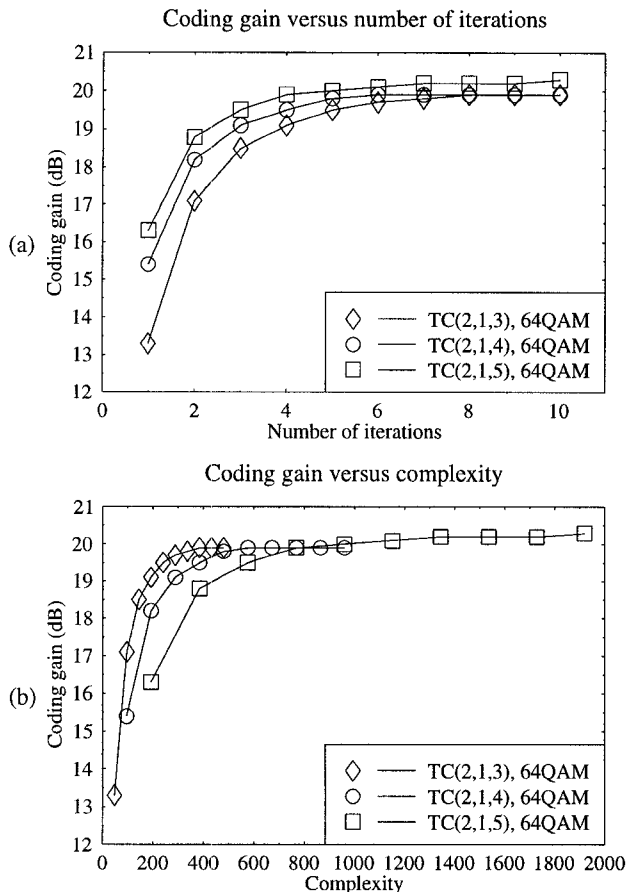 Coding gain versus number of iterations
21
20
19
18
17
16
15
14
13
12
Coding gain (dB)
(a)
TC(2,1,3), 64QAM
TC(2,1,4), 64QAM
TC(2,1,5), 64QAM
0 2 4 6 8 10
Number of iterations
Coding gain versus complexity
21
20
19
18
17
16
15
14
13
12
Coding gain (dB)
(b)
TC(2,1,3), 64QAM
TC(2,1,4), 64QAM
TC(2,1,5), 64QAM
0 200 400 600 800 1000 1200 1400 1600 1800 2000
Complexity